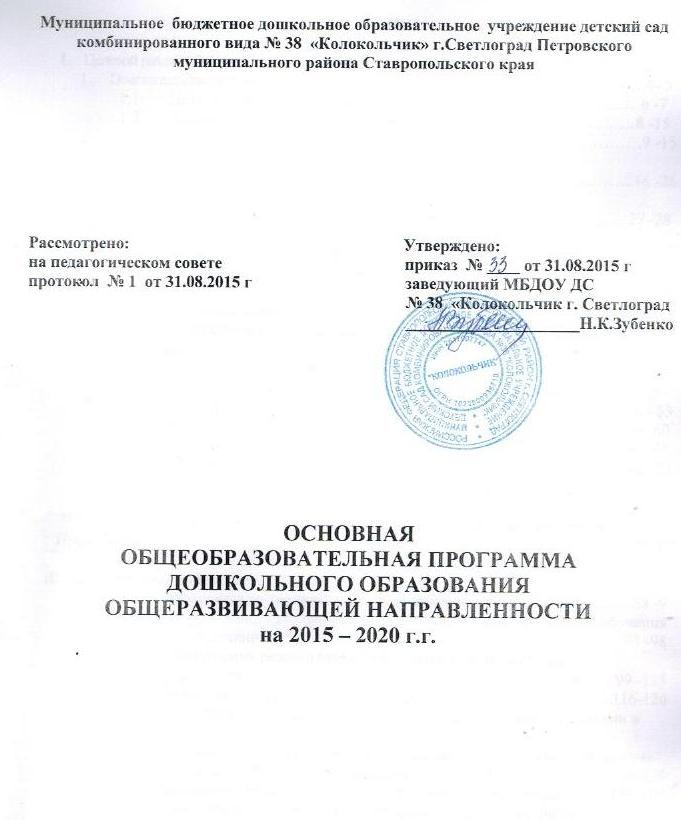 Муниципальное бюджетное дошкольное образовательное учреждение детский сад
комбинированного вида № 38 «Колокольчик» г.Светлоград Петровского
муниципального района Ставропольского края
Рассмотрено:
на педагогическом совете
протокол № 1 от 31.08.2015 г
Утверждено:
приказ № 33 от 31.08.2015 г
заведующий МБДОУ ДС
№ 38 «Колокольчик г. Светлоград
Н.К.Зубенко
"КОЛОКОЛЬЧИК"
ОСНОВНАЯ
ОБЩЕОБРАЗОВАТЕЛЬНАЯ ПРОГРАММА
ДОШКОЛЬНОГО ОБРАЗОВАНИЯ
ОБЩЕРАЗВИВАЮЩЕЙ НАПРАВЛЕННОСТИ
на 2015 – 2020 г.г.